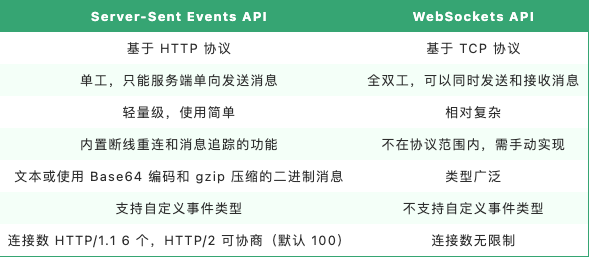 Server-Sent Events API WebSockets API
基于 HTTP 协议 基于 TCP 协议
单工，只能服务端单向发送消息 全双工，可以同时发送和接收消息
轻量级，使用简单 相对复杂
内置断线重连和消息追踪的功能 不在协议范围内，需手动实现
文本或使用 Base64 编码和 gzip 压缩的二进制消息 类型广泛
支持自定义事件类型 不支持自定义事件类型
连接数 HTTP/1.1 6 个，HTTP/2 可协商（默认 100） 连接数无限制